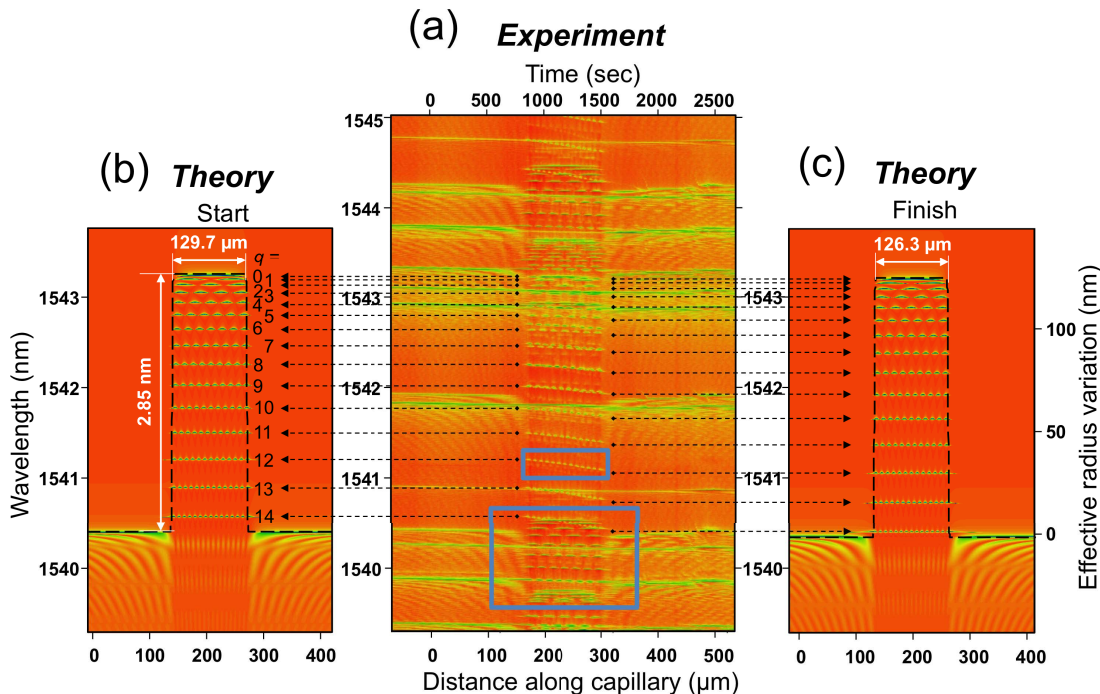 (a) Experiment
Time (sec)
0 500 1000 1500 2000 2500
1545
1544
1543
1542
1541
1540
0 100 200 300 400 500
Distance along capillary (µm)
(b) Theory
Start
129.7 µm
q =
0
1
2
3
4
5
6
7
8
9
10
11
12
13
14
2.85 nm
Wavelength (nm)
1543
1542
1541
1540
0 100 200 300 400
(c) Theory
Finish
126.3 µm
1543
1542
1541
1540
100
50
0
Effective radius variation (nm)
0 100 200 300 400